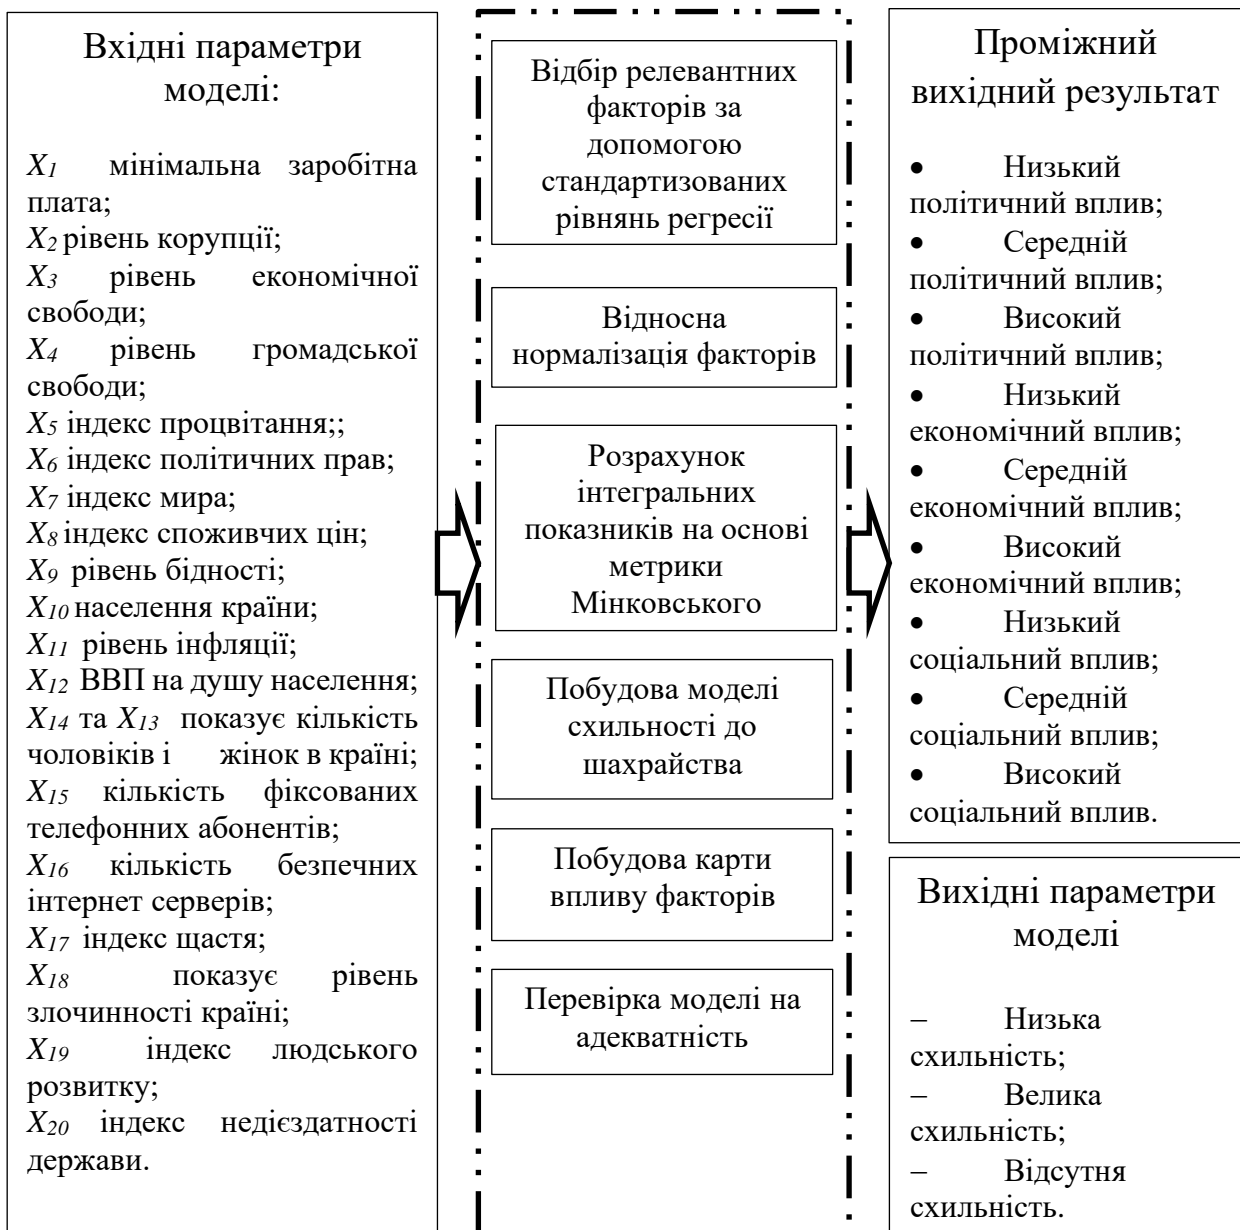 Вхідні параметри
моделі:
X1 мінімальна заробітна
плата;
X2 рівень корупції;
X3 рівень економічної
свободи;
X4 рівень громадської
свободи;
X5 індекс процвітання;;
X6 індекс політичних прав;
X7 індекс мира;
X8 індекс споживчих цін;
X9 рівень бідності;
X10 населення країни;
X11 рівень інфляції;
X12 ВВП на душу населення;
X14 та X13 показує кількість
чоловіків і жінок в країні;
X15 кількість фіксованих
телефонних абонентів;
X16 кількість безпечних
інтернет серверів;
X17 індекс щастя;
X18 показує рівень
злочинності країні;
X19 індекс людського
розвитку;
X20 індекс недієздатності
держави.
Відбір релевантних
факторів за
допомогою
стандартизованих
рівнянь регресії
Відносна
нормалізація факторів
Розрахунок
інтегральних
показників на основі
метрики
Мінковського
Побудова моделі
схильності до
шахрайства
Побудова карти
впливу факторів
Перевірка моделі на
адекватність
Проміжний
вихідний результат
• Низький
політичний вплив;
• Середній
політичний вплив;
• Високий
політичний вплив;
• Низький
економічний вплив;
• Середній
економічний вплив;
• Високий
економічний вплив;
• Низький
соціальний вплив;
• Середній
соціальний вплив;
• Високий
соціальний вплив.
Вихідні параметри
моделі
– Низька
схильність;
– Велика
схильність;
– Відсутня
схильність.